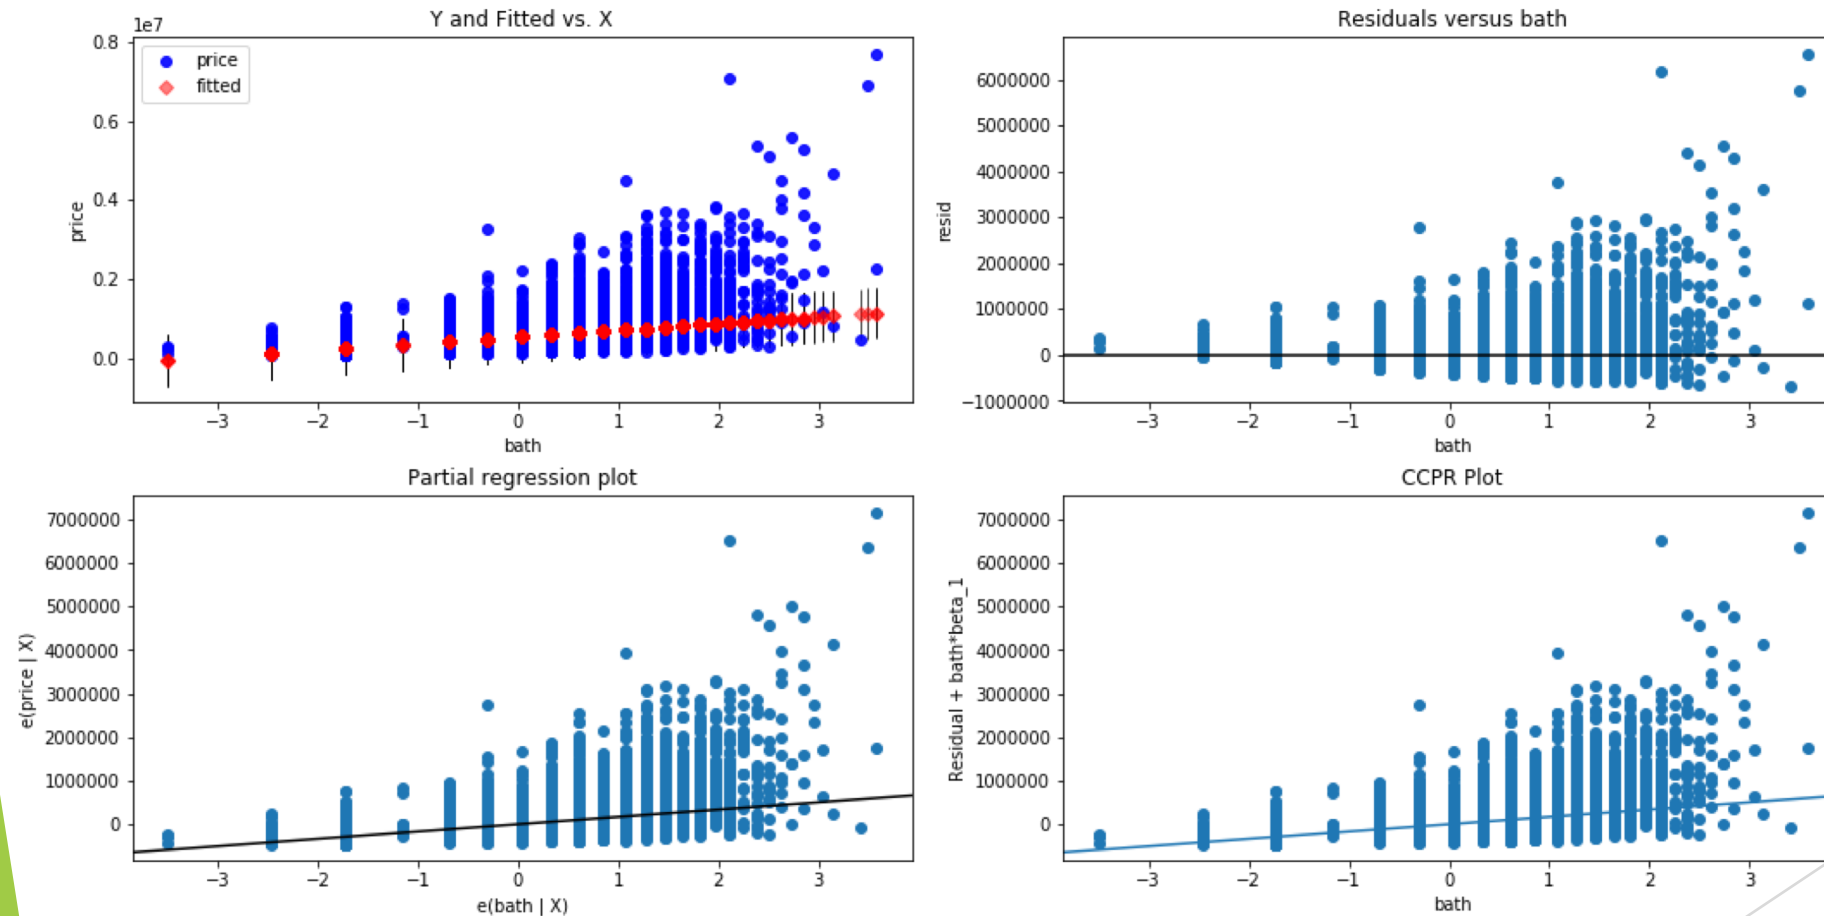 Y and Fitted vs. X
1e7
0.8
0.6
0.4
0.2
0.0
price
price
fitted
−3 −2 −1 0 1 2 3
bath
Residuals versus bath
6000000
5000000
4000000
3000000
2000000
1000000
0
−1000000
resid
−3 −2 −1 0 1 2 3
bath
Partial regression plot
7000000
6000000
5000000
4000000
3000000
2000000
1000000
0
e(price | X)
−3 −2 −1 0 1 2 3
e(bath | X)
CCPR Plot
7000000
6000000
5000000
4000000
3000000
2000000
1000000
0
Residual + bath*beta_1
−3 −2 −1 0 1 2 3
bath